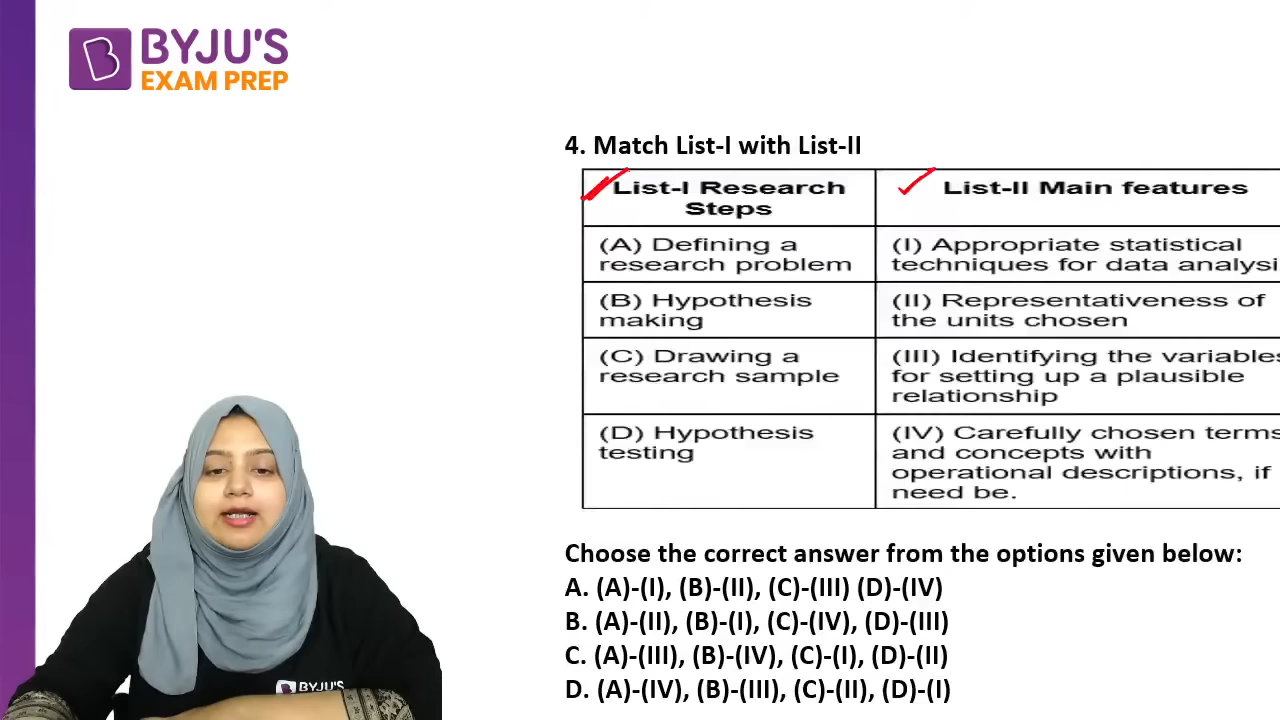 BYJU'S
EXAM PREP
4. Match List-I with List-II
List-I Research
Steps
List-II Main features
(A) Defining a
research problem
(I) Appropriate statistical
techniques for data analysi
(B) Hypothesis
making
(II) Representativeness of
the units chosen
(C) Drawing a
research sample
(III) Identifying the variables
for setting up a plausible
relationship
(D) Hypothesis
testing
(IV) Carefully chosen terms
and concepts with
operational descriptions, if
need be.
Choose the correct answer from the options given below:
A. (A)-(I), (B)-(II), (C)-(III) (D)-(IV)
B. (A)-(II), (B)-(I), (C)-(IV), (D)-(III)
C. (A)-(III), (B)-(IV), (C)-(I), (D)-(II)
D. (A)-(IV), (B)-(III), (C)-(II), (D)-(I)
BYJU'S